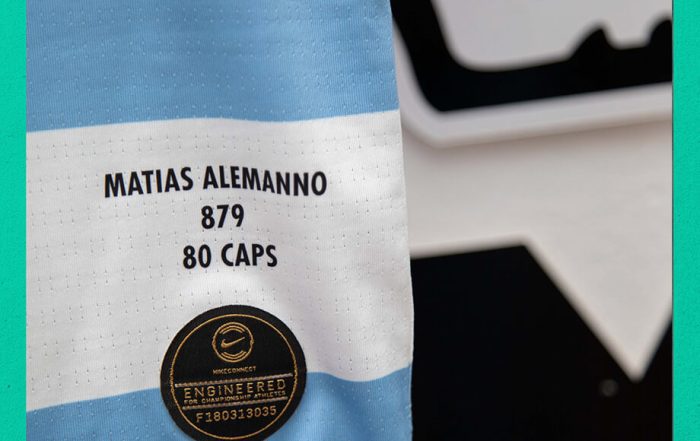 MATIAS ALEMANNO
879
80 CAPS
NIKECONNECT
ENGINEERED
FOR CHAMPIONSHIP ATHLETES
F180313035